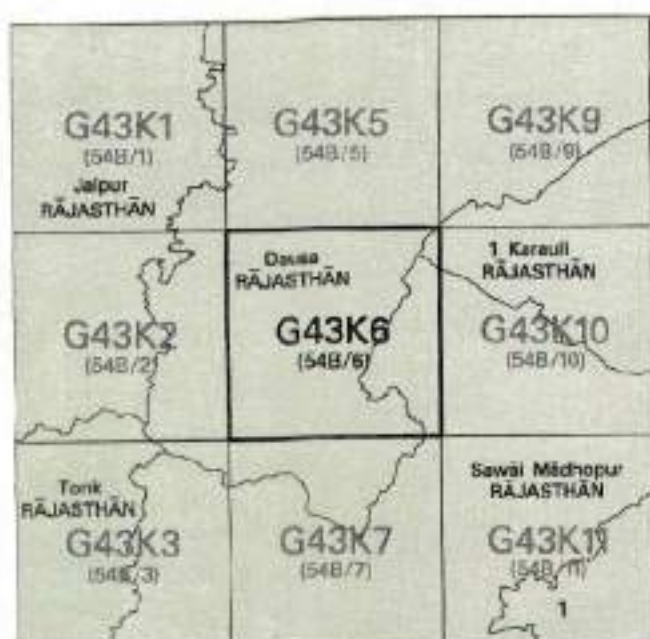 G43K1
(54B/1)
Jaipur
RĀJASTHĀN
G43K5
(54B/5)
G43K9
(54B/9)
G43K2
(54B/2)
Dausa
RĀJASTHĀN
G43K6
(54B/6)
1 Karauli
RĀJASTHĀN
G43K10
(54B/10)
Tonk
RĀJASTHĀN
G43K3
(54B/3)
G43K7
(54B/7)
Sawāi Mādhopur
RĀJASTHĀN
G43K11
(54B/11)
1